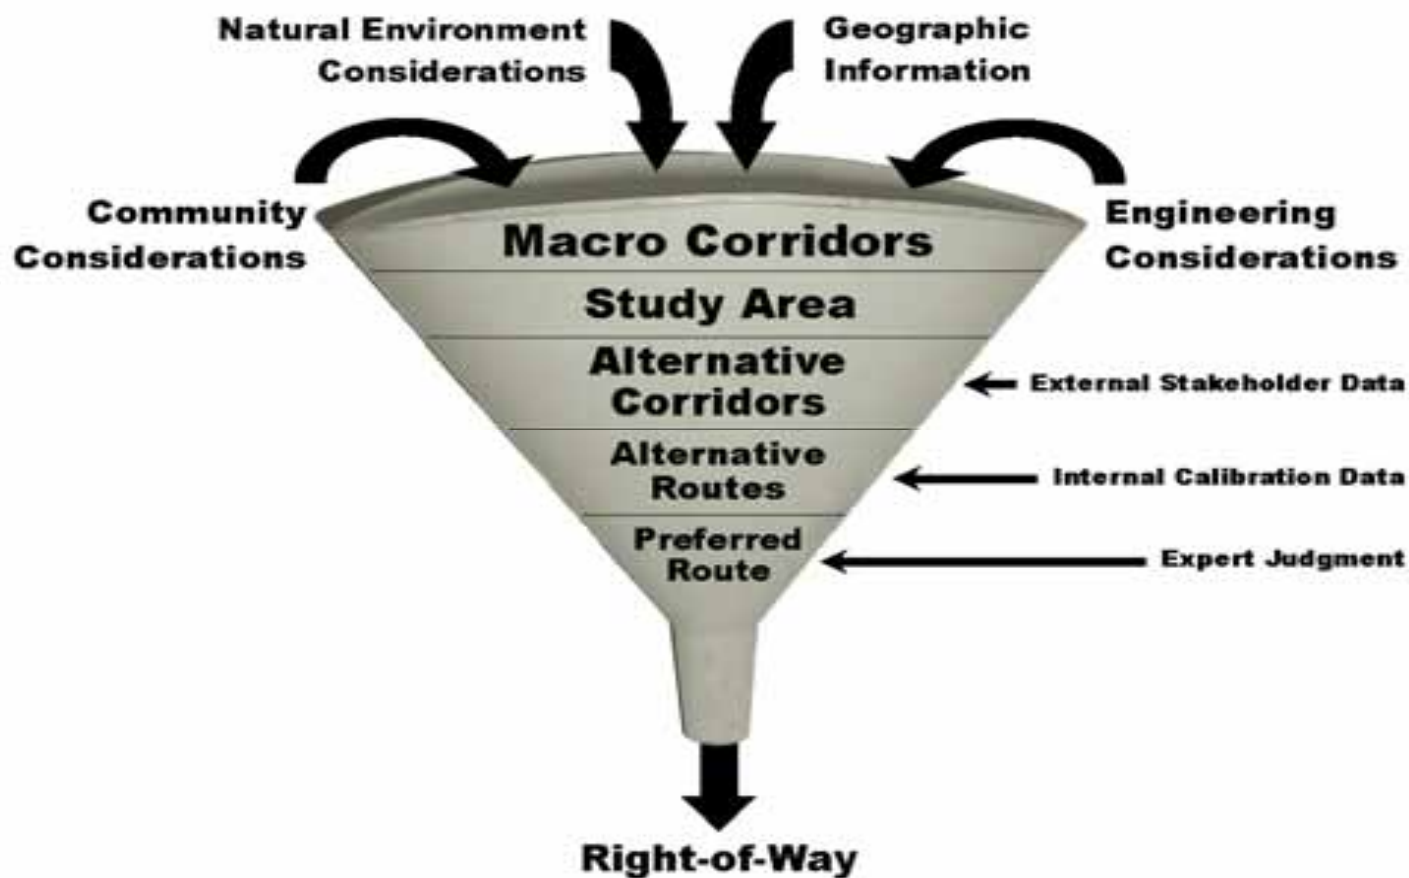 Natural Environment
Considerations
Geographic
Information
Community
Considerations
Engineering
Considerations
Macro Corridors
Study Area
Alternative
Corridors
External Stakeholder Data
Alternative
Routes
Internal Calibration Data
Preferred
Route
Expert Judgment
Right-of-Way